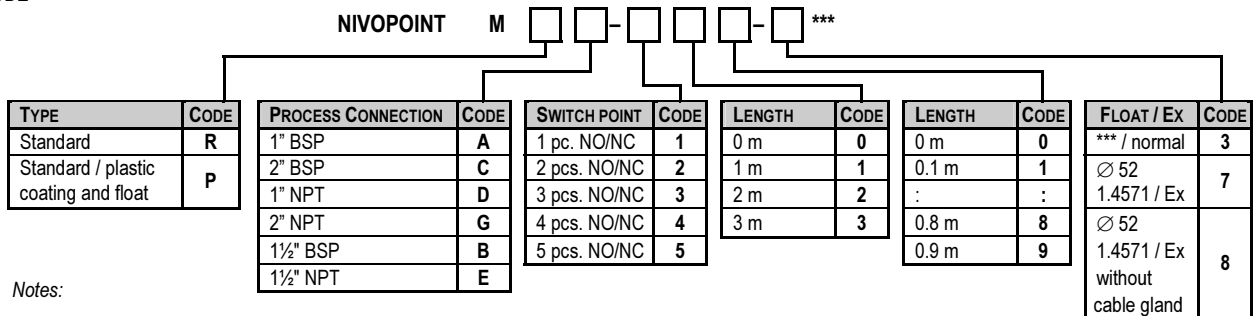 NIVOPOINT M – – ***
TYPE CODE
Standard R
Standard / plastic
coating and float P
PROCESS CONNECTION CODE
1” BSP A
2” BSP C
1” NPT D
2” NPT G
1½" BSP B
1½" NPT E
SWITCH POINT CODE
1 pc. NO/NC 1
2 pcs. NO/NC 2
3 pcs. NO/NC 3
4 pcs. NO/NC 4
5 pcs. NO/NC 5
LENGTH CODE
0 m 0
1 m 1
2 m 2
3 m 3
LENGTH CODE
0 m 0
0.1 m 1
: :
0.8 m 8
0.9 m 9
FLOAT / EX CODE
*** / normal 3
∅ 52
1.4571 / Ex 7
∅ 52
1.4571 / Ex
without
cable gland 8
Notes: